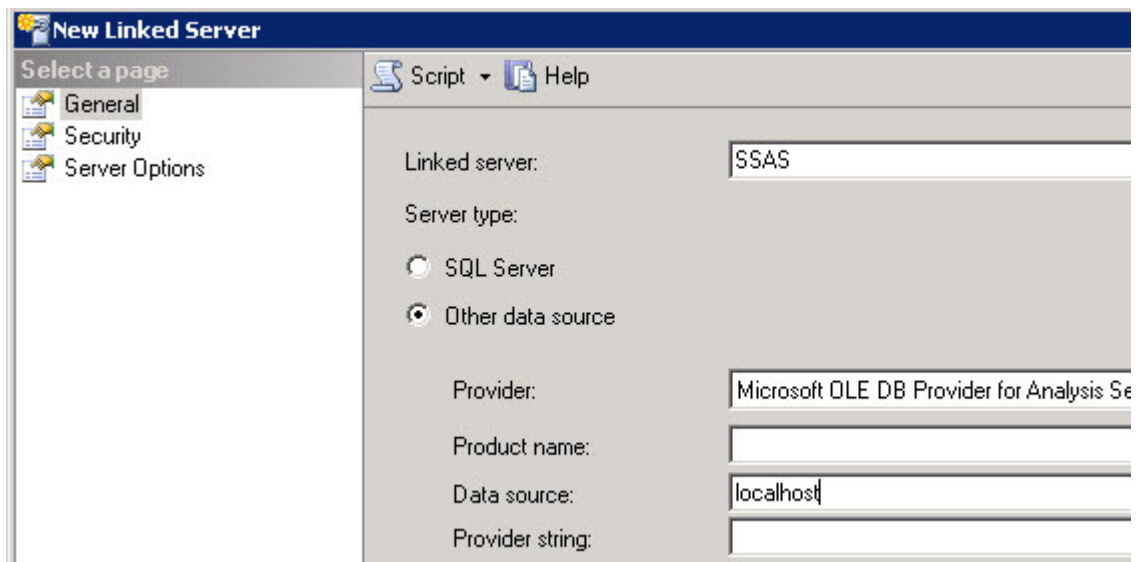 New Linked Server
Select a page
General
Security
Server Options
Script Help
Linked server: SSAS
Server type:
SQL Server
Other data source
Provider: Microsoft OLE DB Provider for Analysis Se
Product name:
Data source: localhost
Provider string: